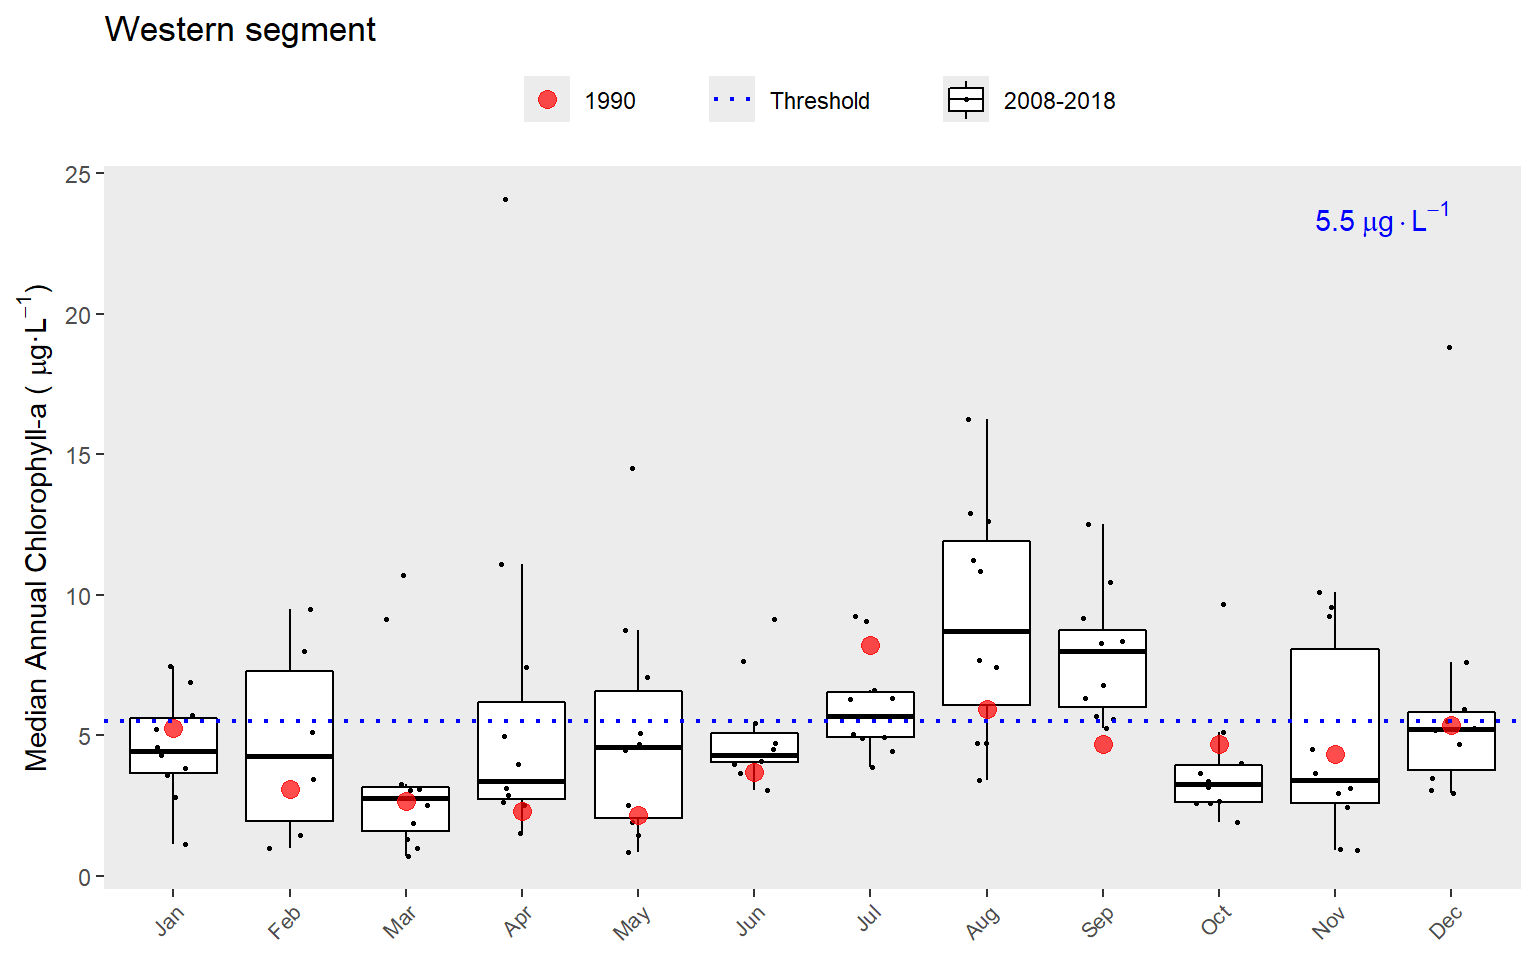 Western segment
1990 Threshold 2008-2018
25
5.5 μg·L⁻¹
20
15
10
5
0
Median Annual Chlorophyll-a ( μg·L⁻¹)
Jan Feb Mar Apr May Jun Jul Aug Sep Oct Nov Dec